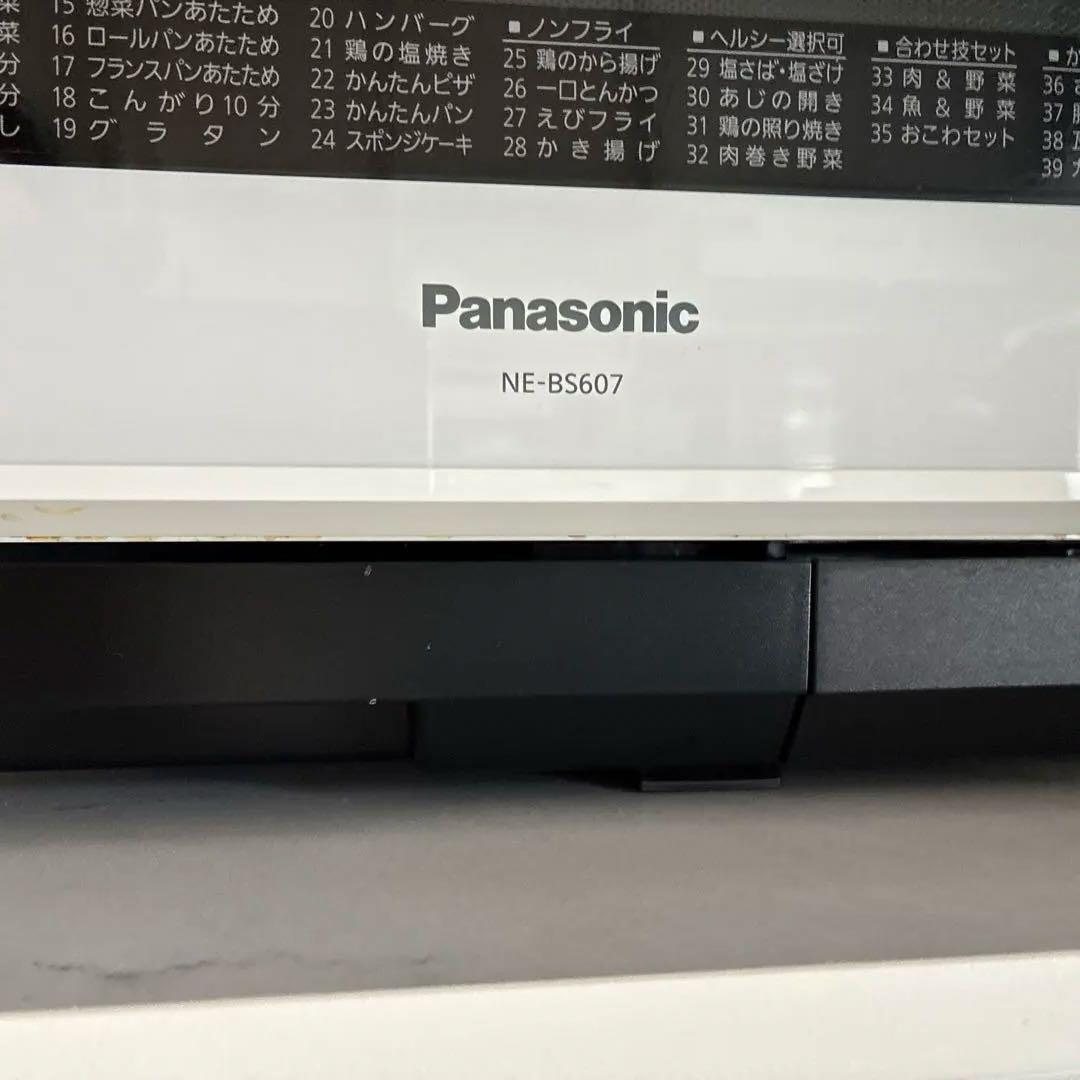 菜
分
分
し
15 惣菜パンあたため
16 ロールパンあたため
17 フランスパンあたため
18 こんがり10分
19 グラタン
20 ハンバーグ
21 鶏の塩焼き
22 かんたんピザ
23 かんたんパン
24 スポンジケーキ
■ノンフライ
25 鶏のから揚げ
26 一口とんかつ
27 えびフライ
28 かき揚げ
■ヘルシー選択可
29 塩さば・塩ざけ
30 あじの開き
31 鶏の照り焼き
32 肉巻き野菜
■合わせ技セット
33 肉&野菜
34 魚&野菜
35 おこわセット
■か
36
37
38
39
Panasonic
NE-BS607